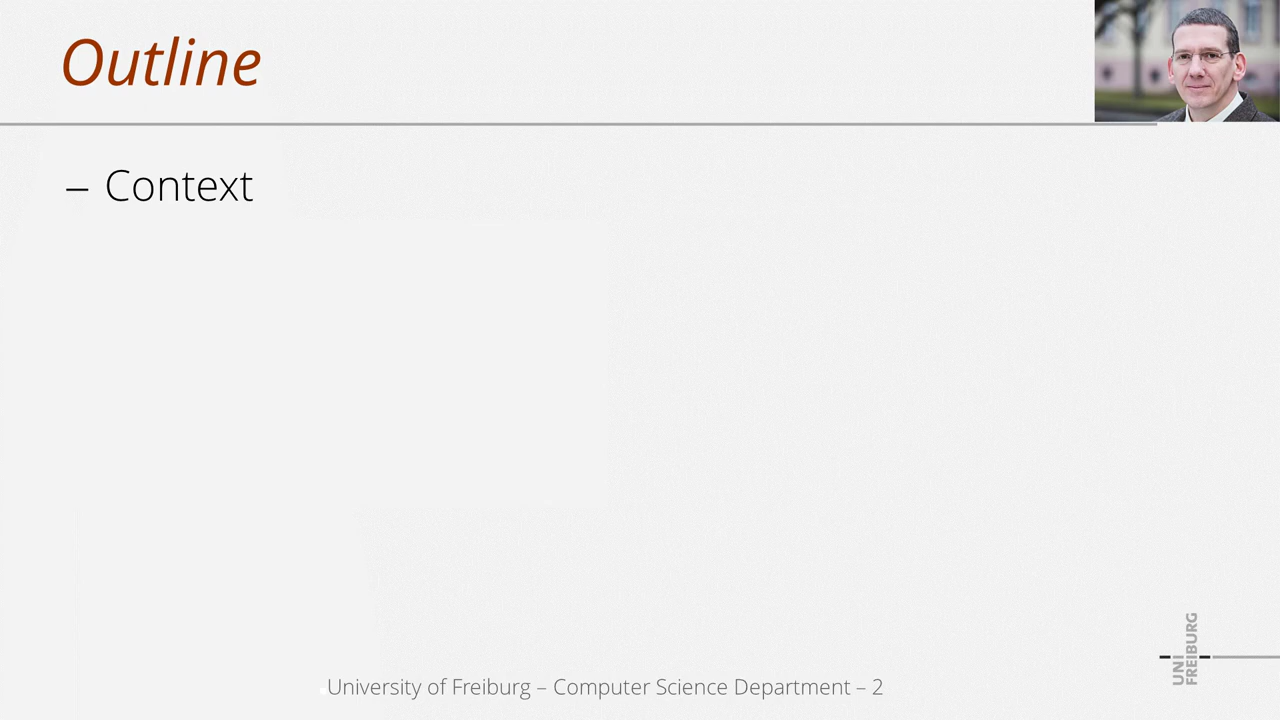 Outline
– Context
University of Freiburg – Computer Science Department – 2
UNI
FREIBURG